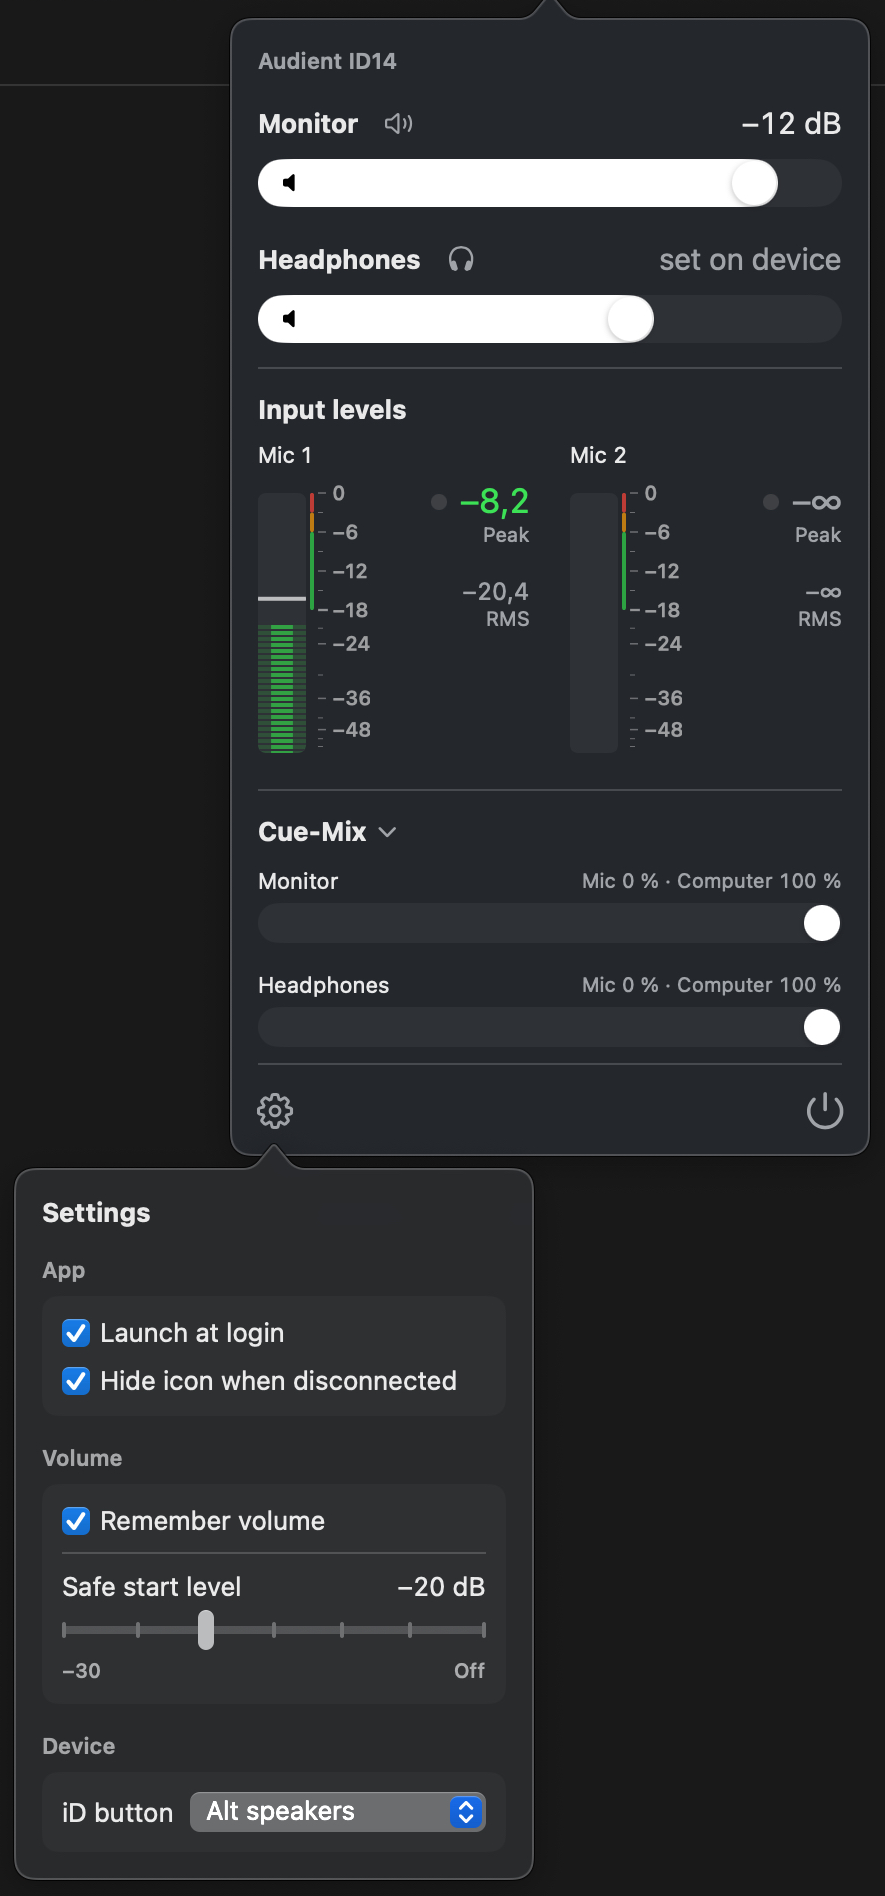 Audient ID14
Monitor −12 dB
Headphones set on device
Input levels
Mic 1 Mic 2
0 −8,2 0 −∞
−6 Peak −6 Peak
−12 −12
−20,4 −∞
−18 RMS −18 RMS
−24 −24
−36 −36
−48 −48
Cue-Mix
Monitor Mic 0 % · Computer 100 %
Headphones Mic 0 % · Computer 100 %
Settings
App
Launch at login
Hide icon when disconnected
Volume
Remember volume
Safe start level −20 dB
−30 Off
Device
iD button Alt speakers